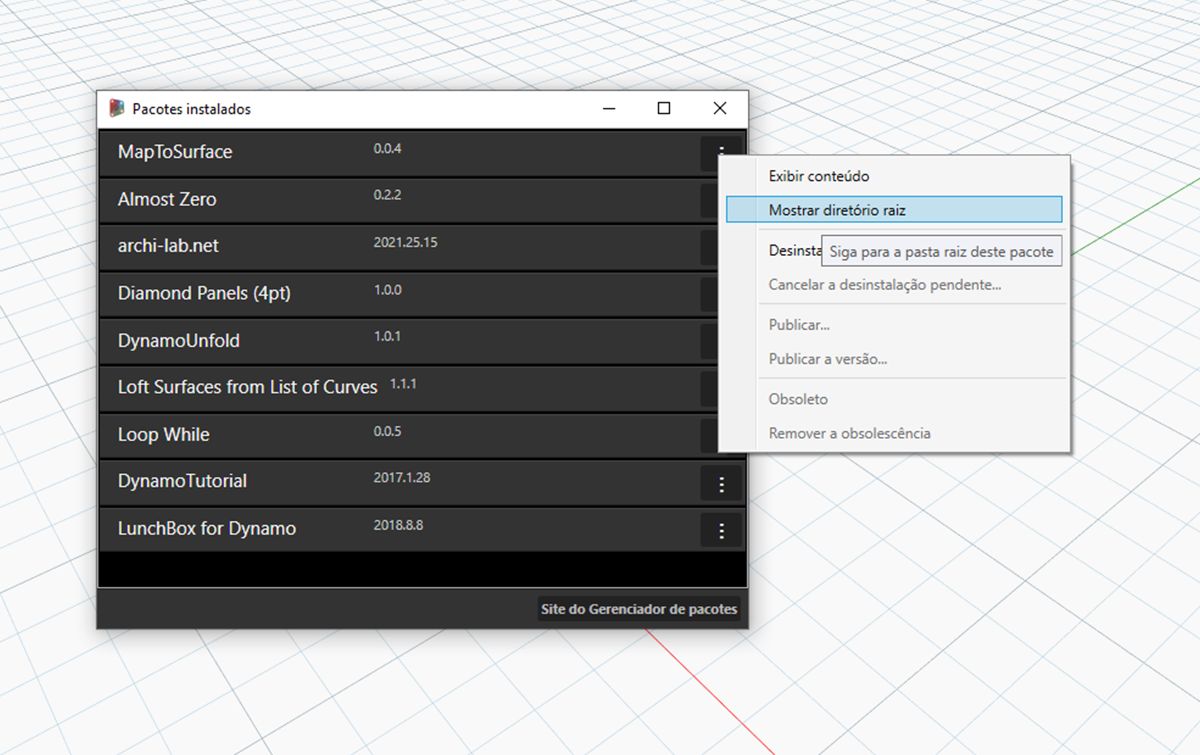 Pacotes instalados
MapToSurface 0.0.4
Almost Zero 0.2.2
archi-lab.net 2021.25.15
Diamond Panels (4pt) 1.0.0
DynamoUnfold 1.0.1
Loft Surfaces from List of Curves 1.1.1
Loop While 0.0.5
DynamoTutorial 2017.1.28
LunchBox for Dynamo 2018.8.8
Site do Gerenciador de pacotes
Exibir conteúdo
Mostrar diretório raiz
Desinsta
Siga para a pasta raiz deste pacote
Cancelar a desinstalação pendente...
Publicar...
Publicar a versão...
Obsoleto
Remover a obsolescência